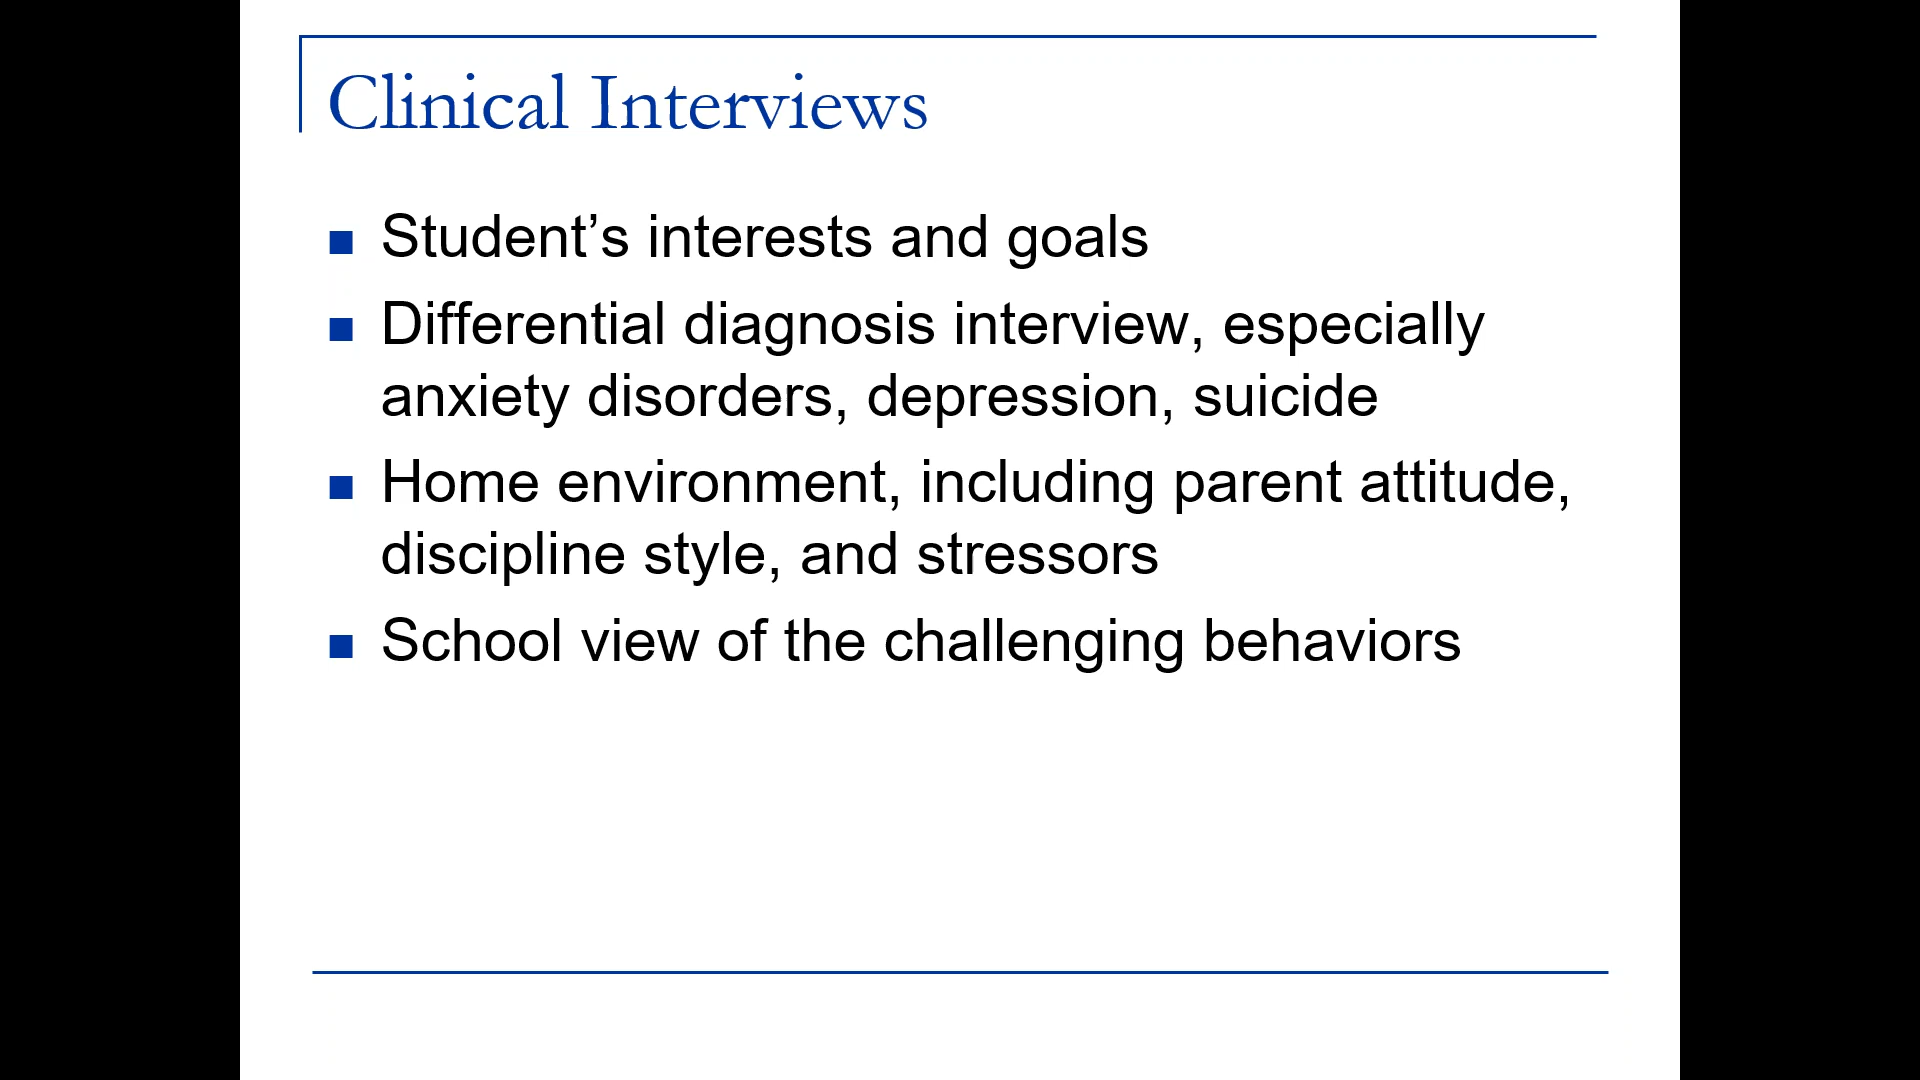 Clinical Interviews
Student’s interests and goals
Differential diagnosis interview, especially
anxiety disorders, depression, suicide
Home environment, including parent attitude,
discipline style, and stressors
School view of the challenging behaviors